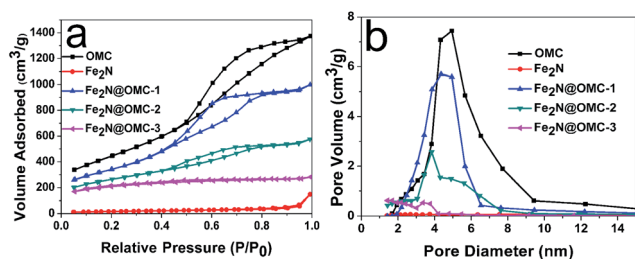 a
Volume Adsorbed (cm³/g)
1400
1200
1000
800
600
400
200
0
OMC
Fe₂N
Fe₂N@OMC-1
Fe₂N@OMC-2
Fe₂N@OMC-3
0.0 0.2 0.4 0.6 0.8 1.0
Relative Pressure (P/P₀)
b
Pore Volume (cm³/g)
8
6
4
2
0
OMC
Fe₂N
Fe₂N@OMC-1
Fe₂N@OMC-2
Fe₂N@OMC-3
0 2 4 6 8 10 12 14
Pore Diameter (nm)